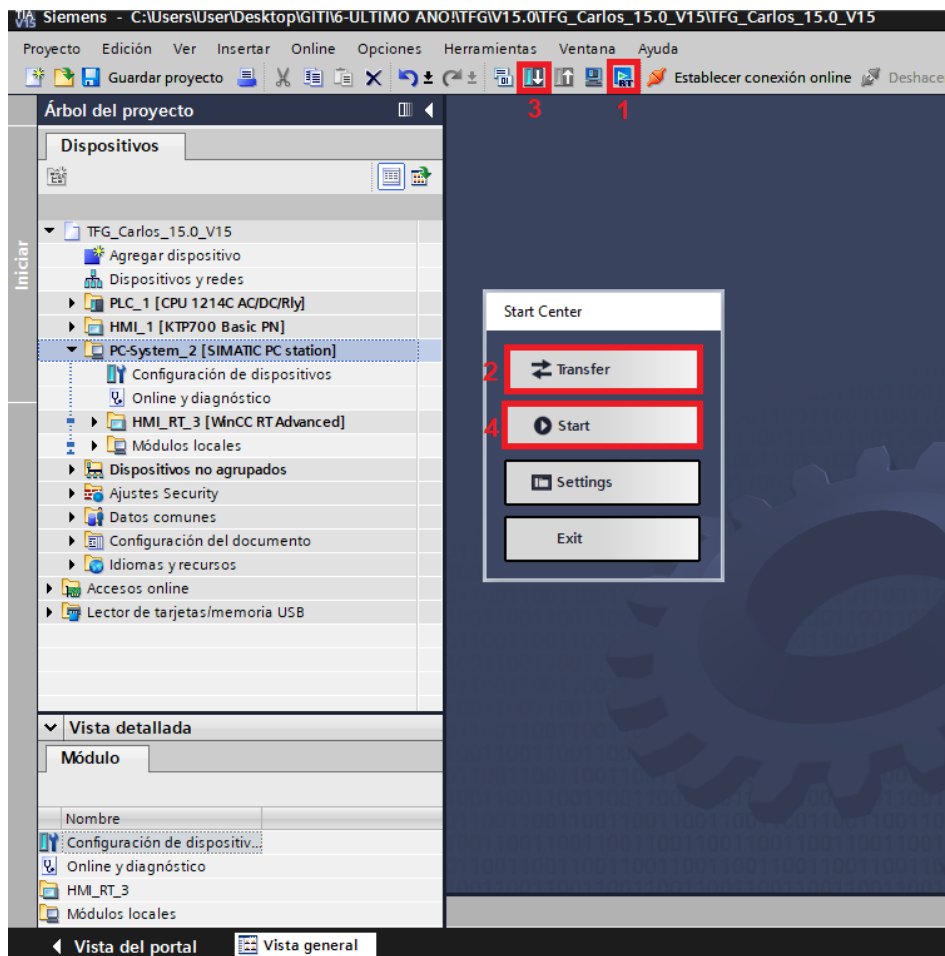 Siemens - C:\Users\User\Desktop\GITI\6-ULTIMO ANO!\TFG\V15.0\TFG_Carlos_15.0_V15\TFG_Carlos_15.0_V15
Proyecto Edición Ver Insertar Online Opciones Herramientas Ventana Ayuda
Guardar proyecto RT Establecer conexión online Deshace
3 1
Árbol del proyecto
Dispositivos
Iniciar
TFG_Carlos_15.0_V15
Agregar dispositivo
Dispositivos y redes
PLC_1 [CPU 1214C AC/DC/Rly]
HMI_1 [KTP700 Basic PN]
PC-System_2 [SIMATIC PC station]
Configuración de dispositivos
Online y diagnóstico
HMI_RT_3 [WinCC RT Advanced]
Módulos locales
Dispositivos no agrupados
Ajustes Security
Datos comunes
Configuración del documento
Idiomas y recursos
Accesos online
Lector de tarjetas/memoria USB
Start Center
2 Transfer
4 Start
Settings
Exit
Vista detallada
Módulo
Nombre
Configuración de dispositiv...
Online y diagnóstico
HMI_RT_3
Módulos locales
Vista del portal Vista general